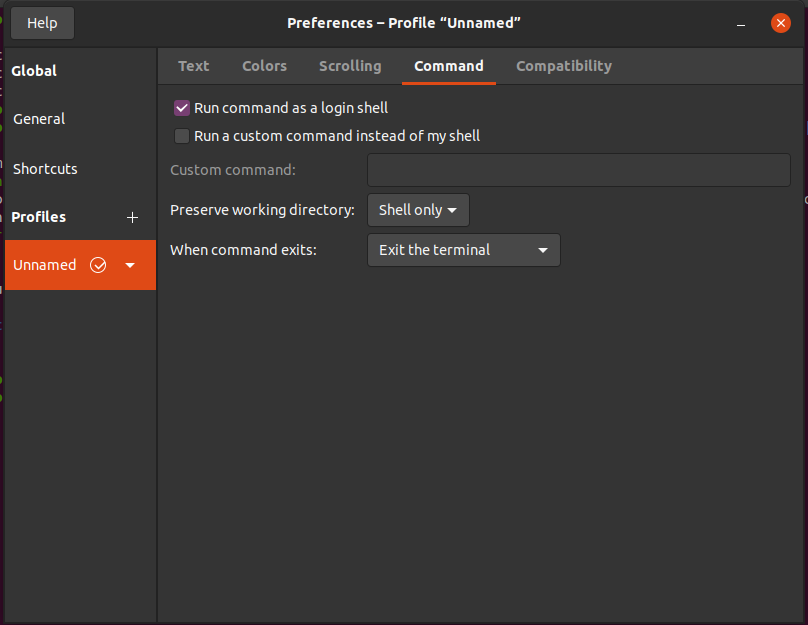 Help
Preferences – Profile “Unnamed”
Global
General
Shortcuts
Profiles
Unnamed
Text Colors Scrolling Command Compatibility
Run command as a login shell
Run a custom command instead of my shell
Custom command:
Preserve working directory: Shell only
When command exits: Exit the terminal